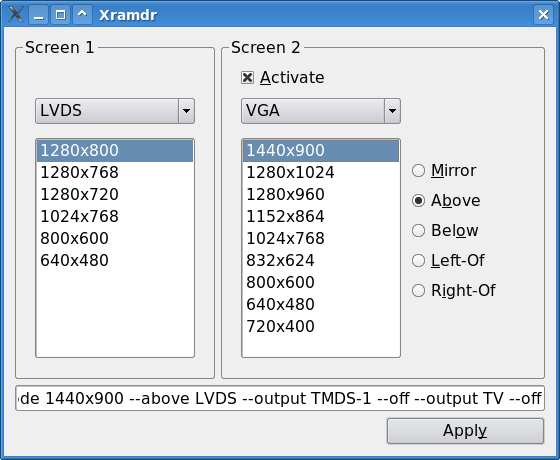 Xramdr
Screen 1
LVDS
1280x800
1280x768
1280x720
1024x768
800x600
640x480
Screen 2
Activate
VGA
1440x900
1280x1024
1280x960
1152x864
1024x768
832x624
800x600
640x480
720x400
Mirror
Above
Below
Left-Of
Right-Of
de 1440x900 --above LVDS --output TMDS-1 --off --output TV --off
Apply